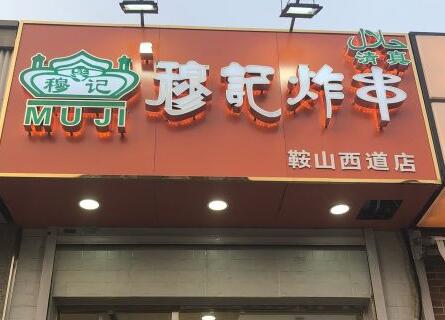 穆记
MUJI
穆記炸串
حلال
清真
鞍山西道店